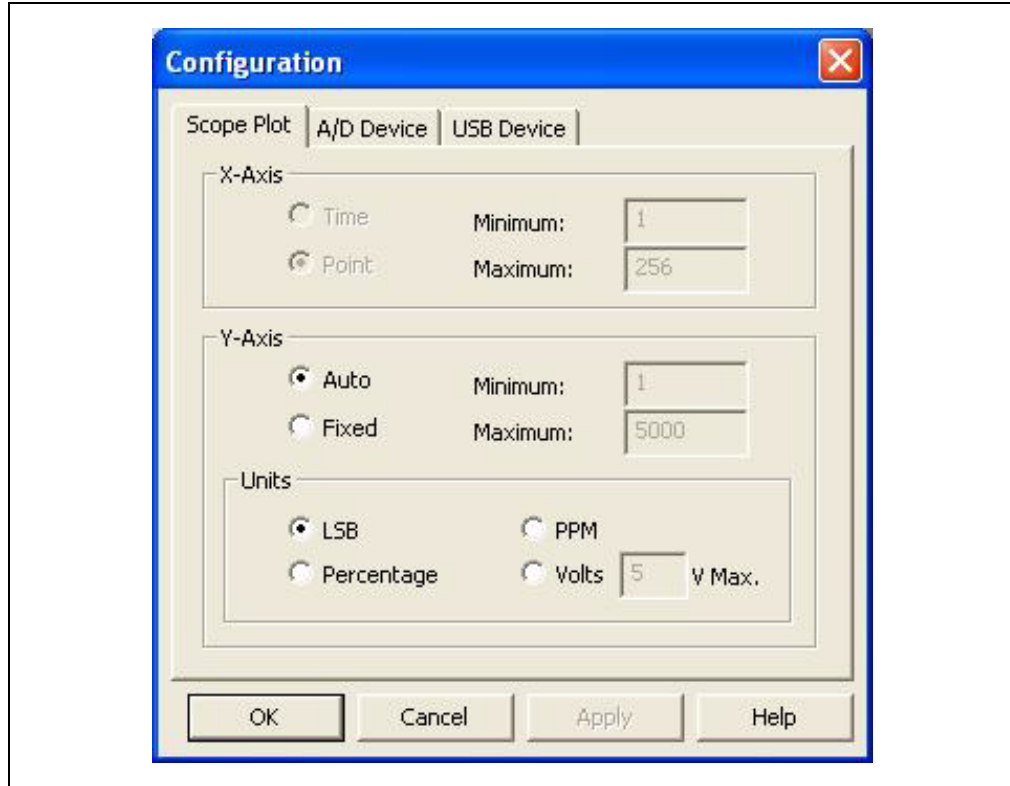 Configuration
Scope Plot A/D Device USB Device
X-Axis
Time Minimum: 1
Point Maximum: 256
Y-Axis
Auto Minimum: 1
Fixed Maximum: 5000
Units
LSB PPM
Percentage Volts 5 V Max.
OK Cancel Apply Help